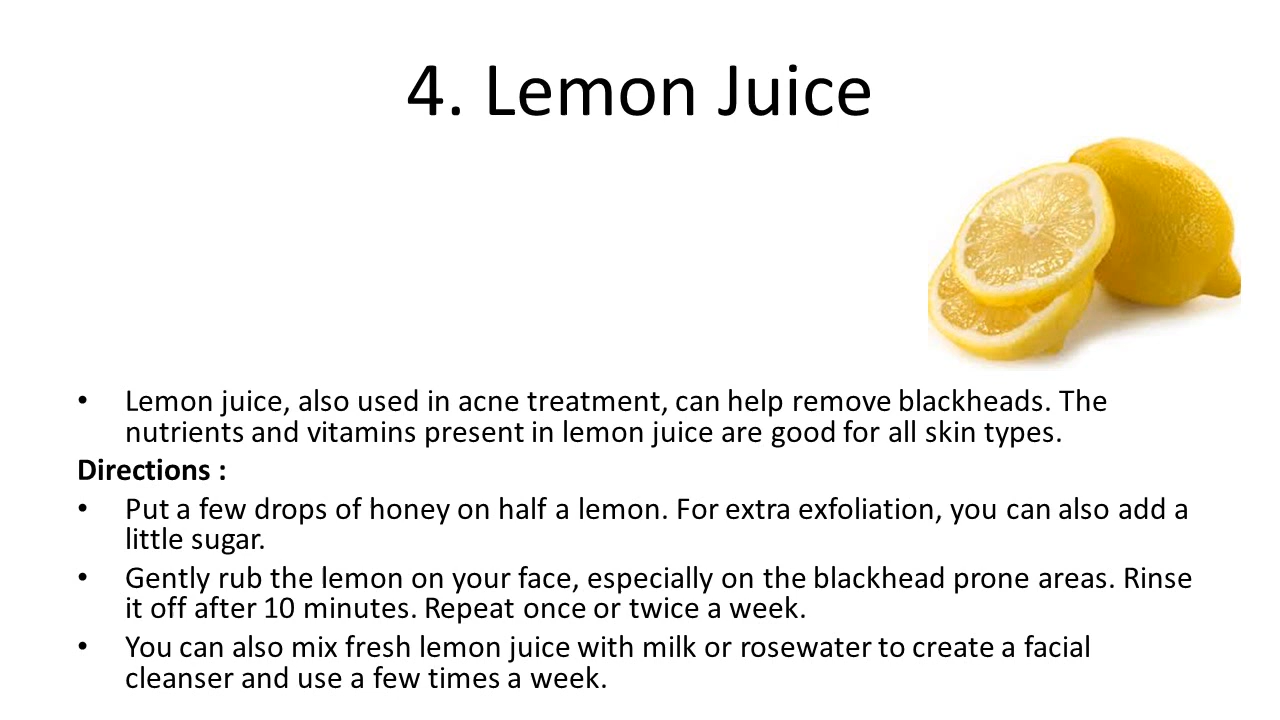 4. Lemon Juice
• Lemon juice, also used in acne treatment, can help remove blackheads. The
nutrients and vitamins present in lemon juice are good for all skin types.
Directions :
• Put a few drops of honey on half a lemon. For extra exfoliation, you can also add a
little sugar.
• Gently rub the lemon on your face, especially on the blackhead prone areas. Rinse
it off after 10 minutes. Repeat once or twice a week.
• You can also mix fresh lemon juice with milk or rosewater to create a facial
cleanser and use a few times a week.